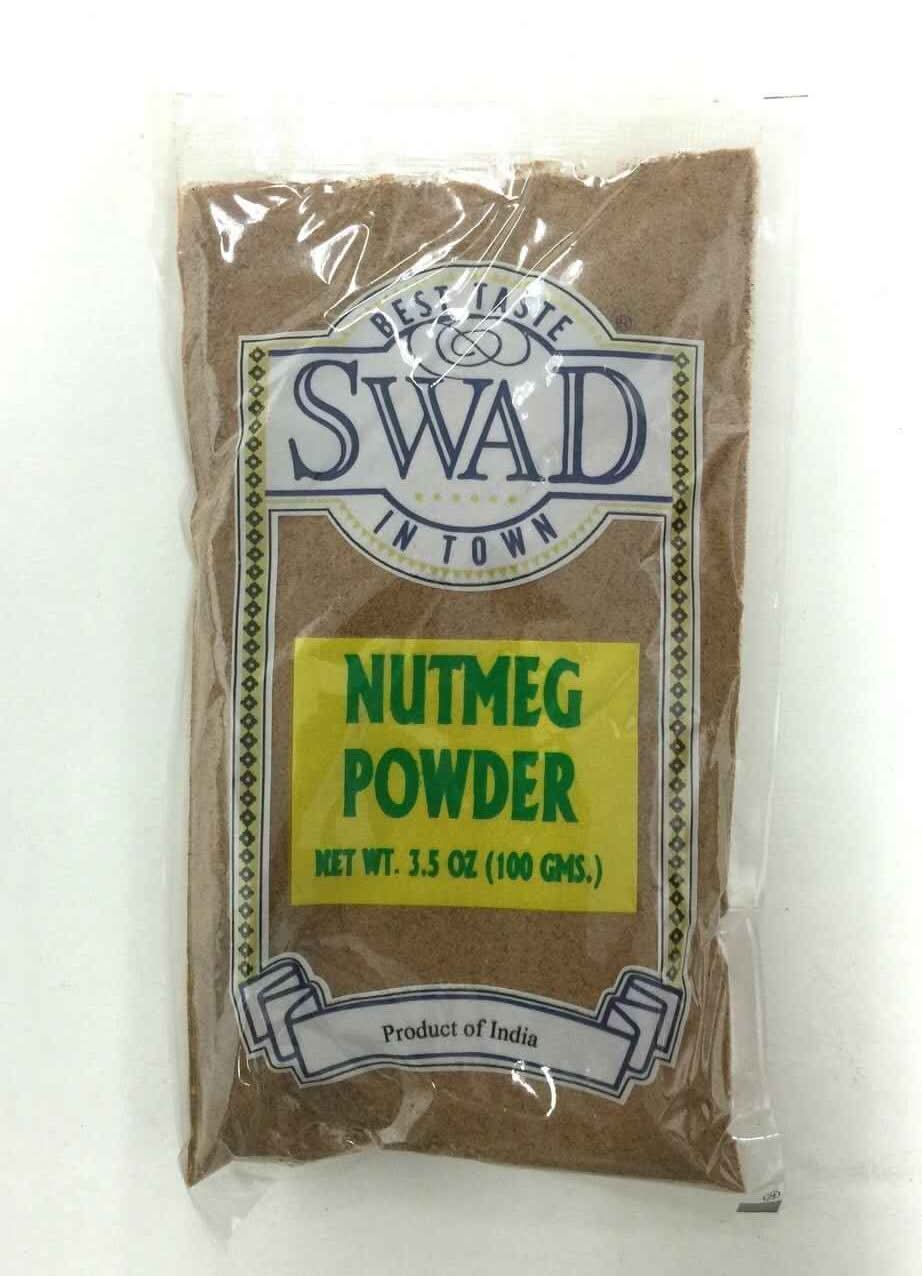 BEST TASTE
®
SWAD
IN TOWN
NUTMEG
POWDER
NET WT. 3.5 OZ (100 GMS.)
Product of India